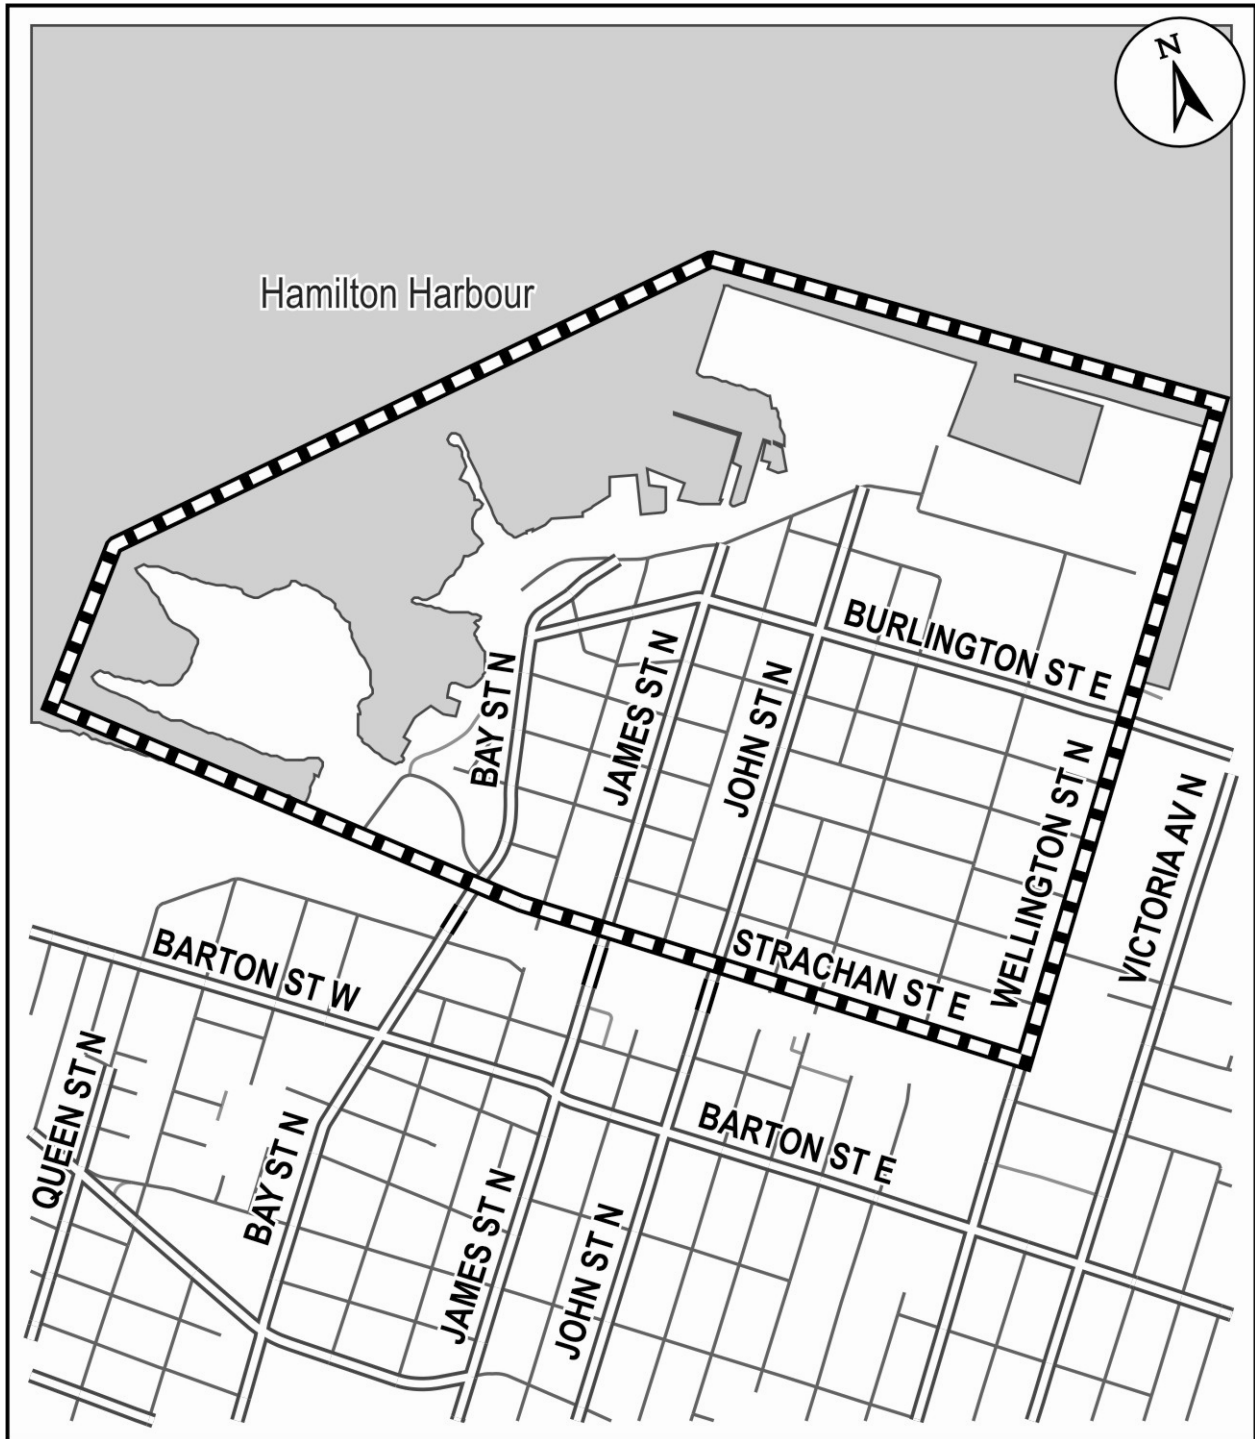 N
Hamilton Harbour
BURLINGTON ST E
BAY ST N
JAMES ST N
JOHN ST N
WELLINGTON ST N
VICTORIA AV N
STRACHAN ST E
BARTON ST W
QUEEN ST N
BAY ST N
BARTON ST E
JAMES ST N
JOHN ST N